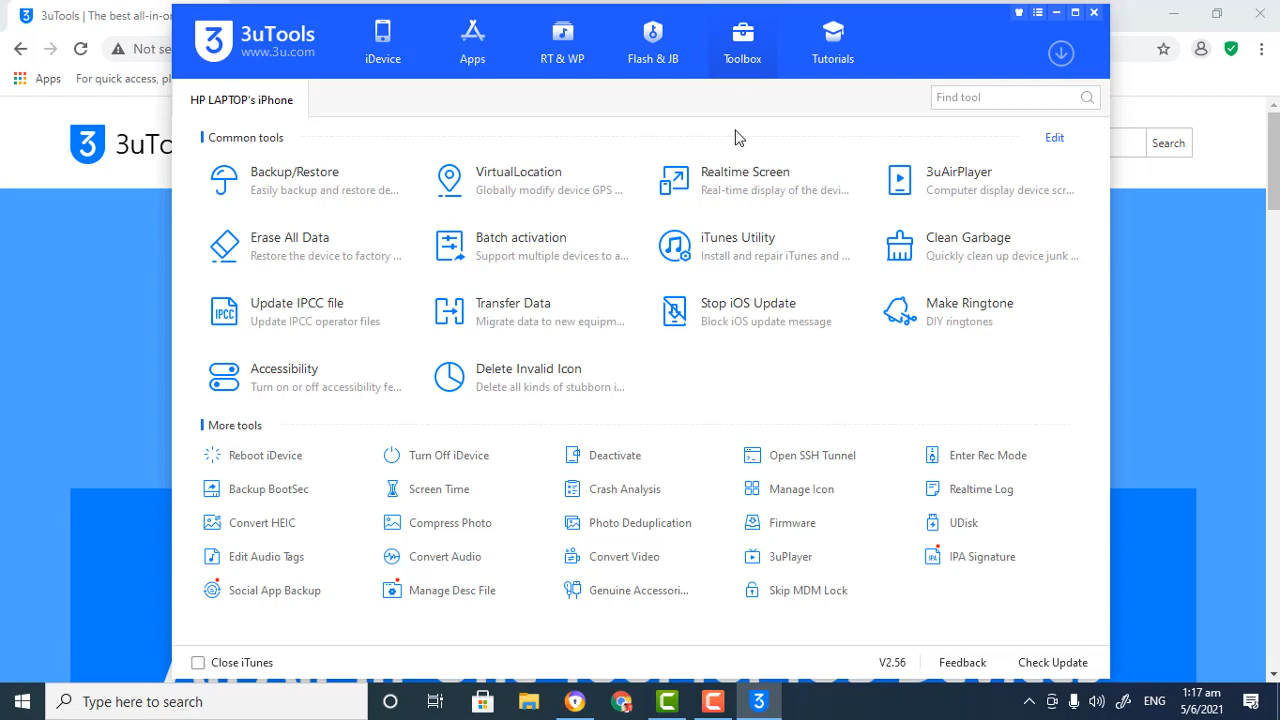 3uTools | The best all-in-o
Not se
Apps
For quick access, p
3uTo
Search
3uTools
www.3u.com
iDevice
Apps
RT & WP
Flash & JB
Toolbox
Tutorials
HP LAPTOP's iPhone
Find tool
Common tools
Edit
Backup/Restore
Easily backup and restore de...
VirtualLocation
Globally modify device GPS ...
Realtime Screen
Real-time display of the devi...
3uAirPlayer
Computer display device scr...
Erase All Data
Restore the device to factory ...
Batch activation
Support multiple devices to a...
iTunes Utility
Install and repair iTunes and ...
Clean Garbage
Quickly clean up device junk ...
IPCC
Update IPCC file
Update IPCC operator files
Transfer Data
Migrate data to new equipm...
Stop iOS Update
Block iOS update message
Make Ringtone
DIY ringtones
Accessibility
Turn on or off accessibility fe...
Delete Invalid Icon
Delete all kinds of stubborn i...
More tools
Reboot iDevice
Turn Off iDevice
Deactivate
Open SSH Tunnel
Enter Rec Mode
Backup BootSec
Screen Time
Crash Analysis
Manage Icon
Realtime Log
Convert HEIC
Compress Photo
Photo Deduplication
Firmware
UDisk
Edit Audio Tags
Convert Audio
Convert Video
3uPlayer
IPA Signature
Social App Backup
Manage Desc File
Genuine Accessori...
Skip MDM Lock
Close iTunes
V2.56
Feedback
Check Update
Type here to search
ENG
1:17 am
5/6/2021